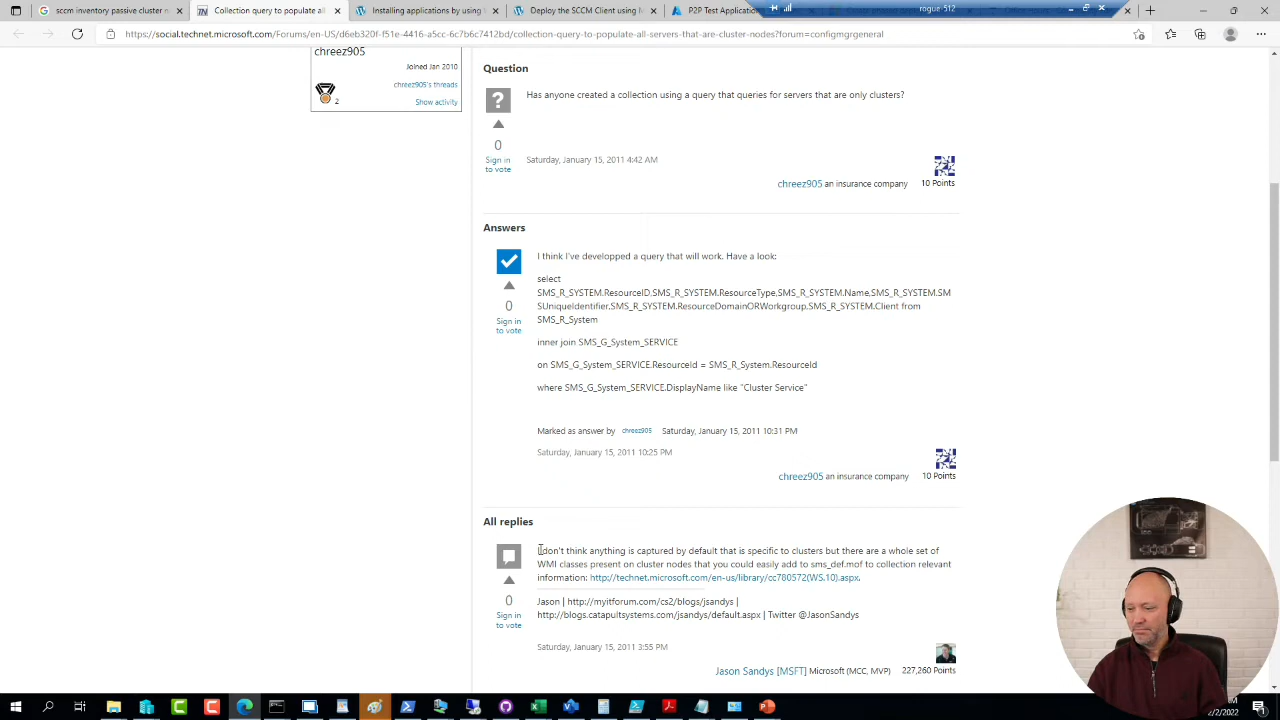 sccm inventory passive cluster n
Collection query to populate all
Installing applications by using
Deploy the SCCM Client using I
P2P Test Applications
rogue-512
https://social.technet.microsoft.com/Forums/en-US/d6eb320f-f51e-4416-a5cc-6c7b6c7412bd/collection-query-to-populate-all-servers-that-are-cluster-nodes?forum=configmgrgeneral
chreez905
Joined Jan 2010
2
chreez905's threads
Show activity
Question
Has anyone created a collection using a query that queries for servers that are only clusters?
0
Sign in
to vote
Saturday, January 15, 2011 4:42 AM
chreez905 an insurance company
10 Points
Answers
I think I've developped a query that will work. Have a look:
select
SMS_R_SYSTEM.ResourceID,SMS_R_SYSTEM.ResourceType,SMS_R_SYSTEM.Name,SMS_R_SYSTEM.SM
SUniqueIdentifier,SMS_R_SYSTEM.ResourceDomainORWorkgroup,SMS_R_SYSTEM.Client from
SMS_R_System
inner join SMS_G_System_SERVICE
on SMS_G_System_SERVICE.ResourceId = SMS_R_System.ResourceId
where SMS_G_System_SERVICE.DisplayName like "Cluster Service"
0
Sign in
to vote
Marked as answer by chreez905 Saturday, January 15, 2011 10:31 PM
Saturday, January 15, 2011 10:25 PM
chreez905 an insurance company
10 Points
All replies
I don't think anything is captured by default that is specific to clusters but there are a whole set of
WMI classes present on cluster nodes that you could easily add to sms_def.mof to collection relevant
information: http://technet.microsoft.com/en-us/library/cc780572(WS.10).aspx.
0
Sign in
to vote
Jason | http://myitforum.com/cs2/blogs/jsandys |
http://blogs.catapultsystems.com/jsandys/default.aspx | Twitter @JasonSandys
Saturday, January 15, 2011 3:55 PM
Jason Sandys [MSFT] Microsoft (MCC, MVP)
227,260 Points
2/2/2022